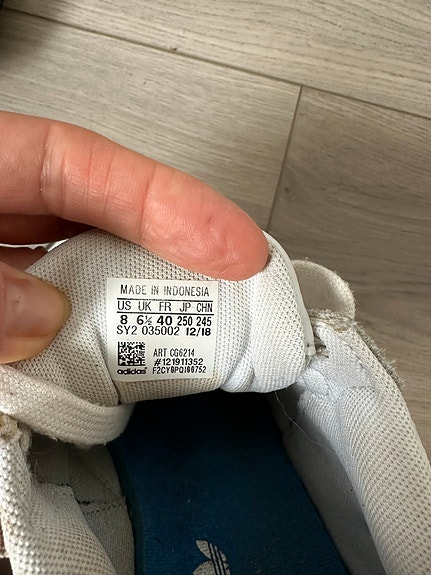 MADE IN INDONESIA
US UK FR JP CHN
8 6½ 40 250 245
SY2 035002 12/18
ART CG6214
#121911352
adidas® F2CY0PQ166752